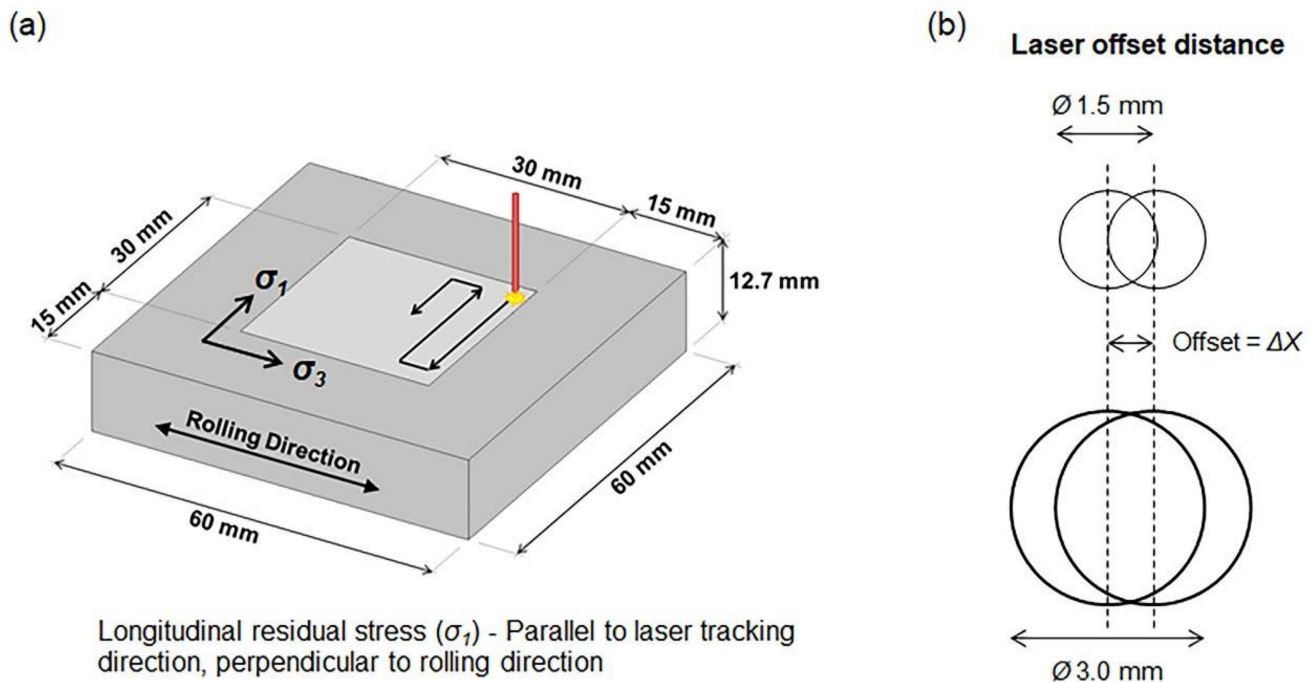 (a)
30 mm
15 mm
30 mm
15 mm
12.7 mm
σ1
σ3
Rolling Direction
60 mm
60 mm
Longitudinal residual stress (σ1) - Parallel to laser tracking
direction, perpendicular to rolling direction
(b)
Laser offset distance
Ø 1.5 mm
Offset = ΔX
Ø 3.0 mm